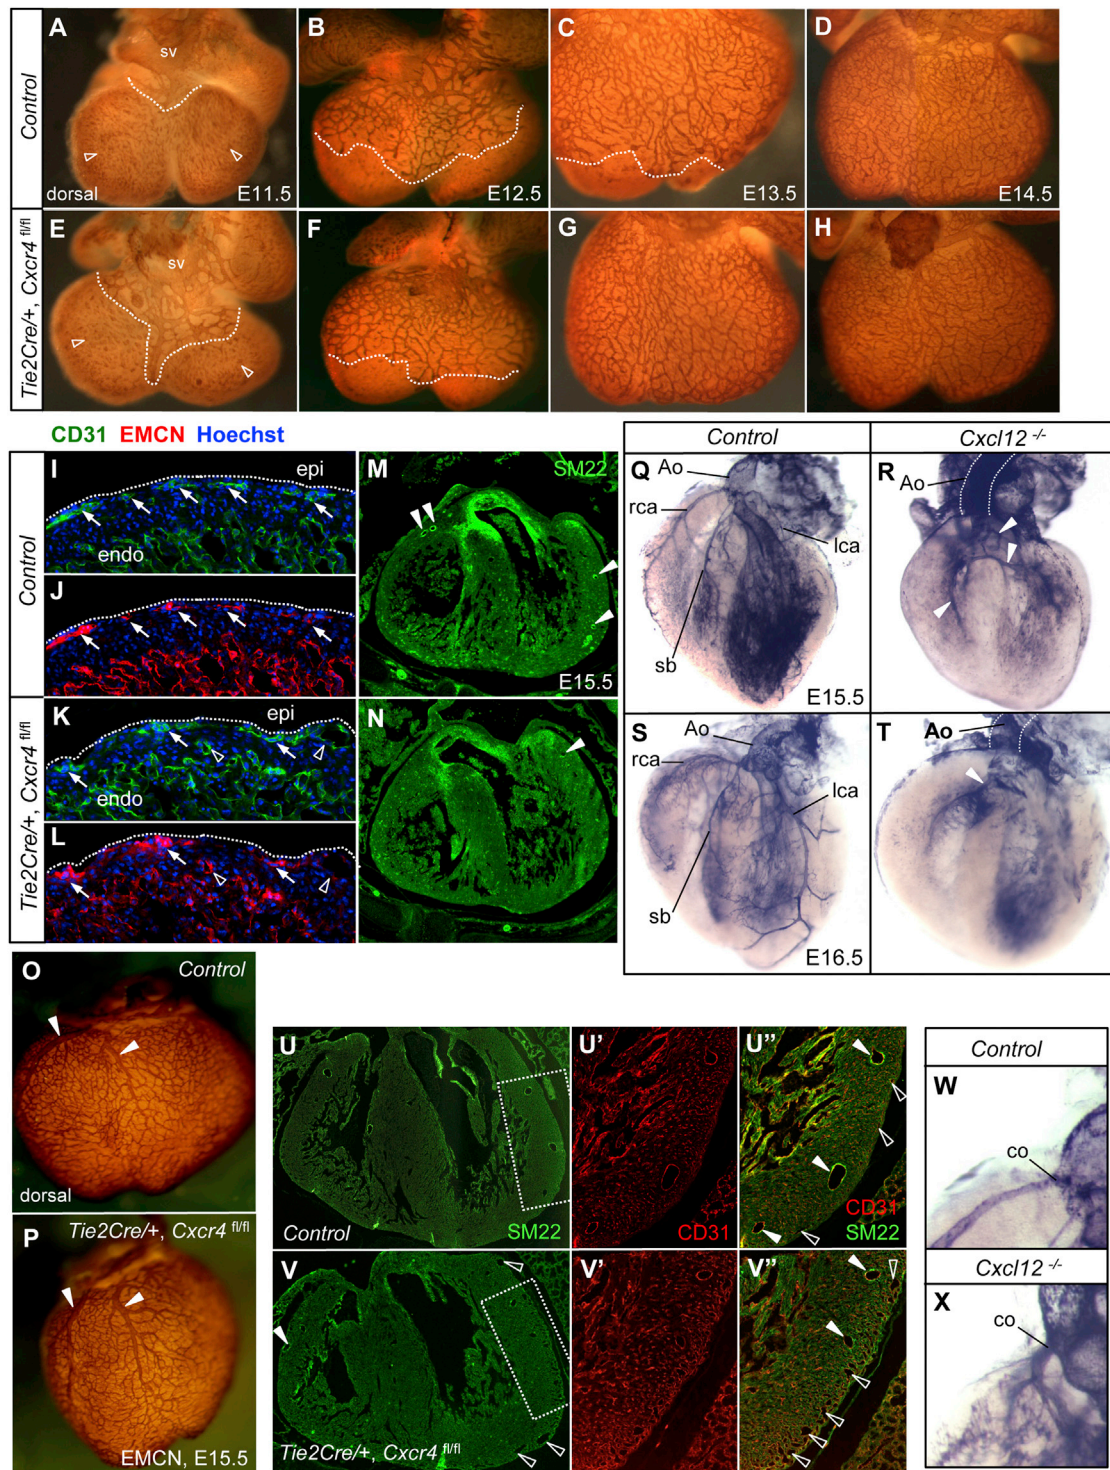 Control
A
sv
dorsal
E11.5
B
E12.5
C
E13.5
D
E14.5
Tie2Cre/+, Cxcr4 fl/fl
E
sv
F
G
H
CD31 EMCN Hoechst
Control
I
epi
endo
J
M
SM22
E15.5
Tie2Cre/+, Cxcr4 fl/fl
K
epi
endo
L
N
Control
Cxcl12 -/-
Q
Ao
rca
lca
sb
E15.5
R
Ao
S
Ao
rca
lca
sb
E16.5
T
Ao
O
Control
dorsal
P
Tie2Cre/+, Cxcr4 fl/fl
EMCN, E15.5
U
Control
SM22
U'
CD31
U''
CD31
SM22
V
Tie2Cre/+, Cxcr4 fl/fl
V'
V''
Control
W
co
Cxcl12 -/-
X
co